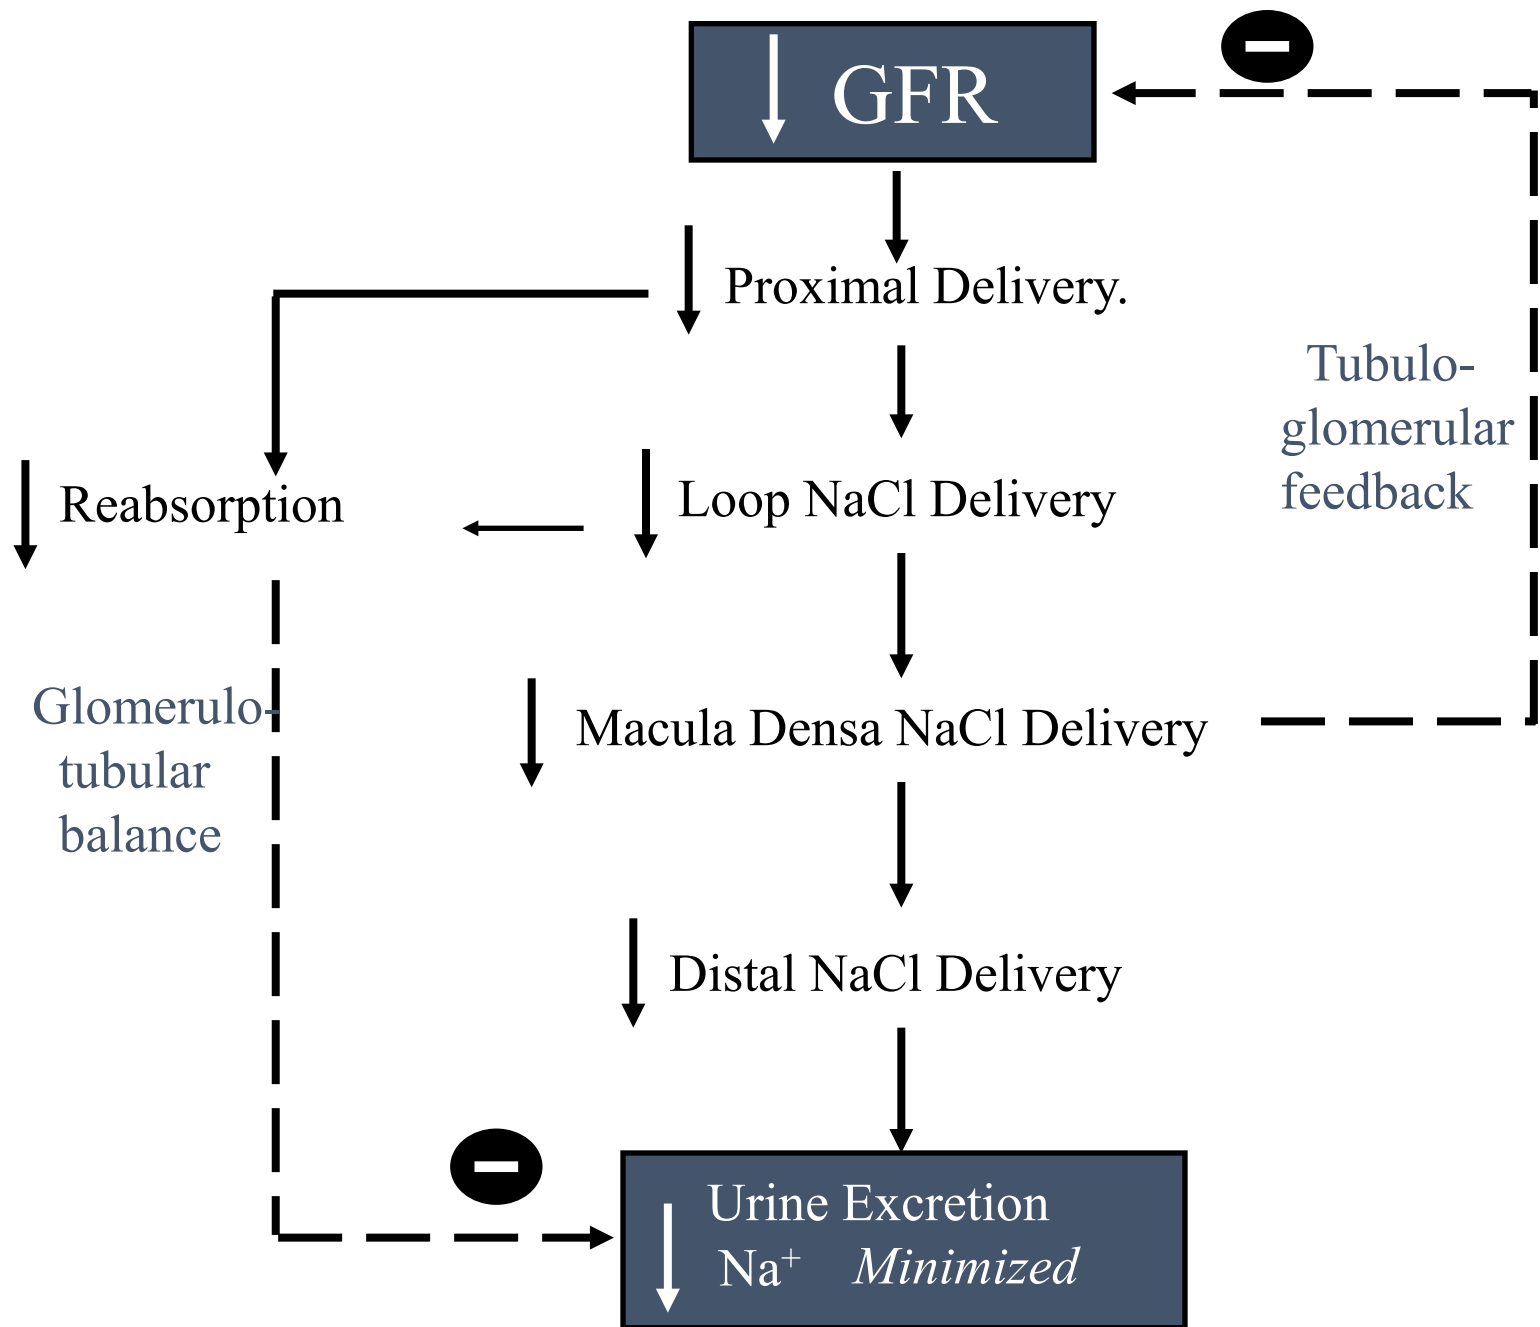 GFR
Proximal Delivery.
Tubulo-
glomerular
feedback
Reabsorption
Loop NaCl Delivery
Glomerulo-
tubular
balance
Macula Densa NaCl Delivery
Distal NaCl Delivery
Urine Excretion
Na⁺ Minimized